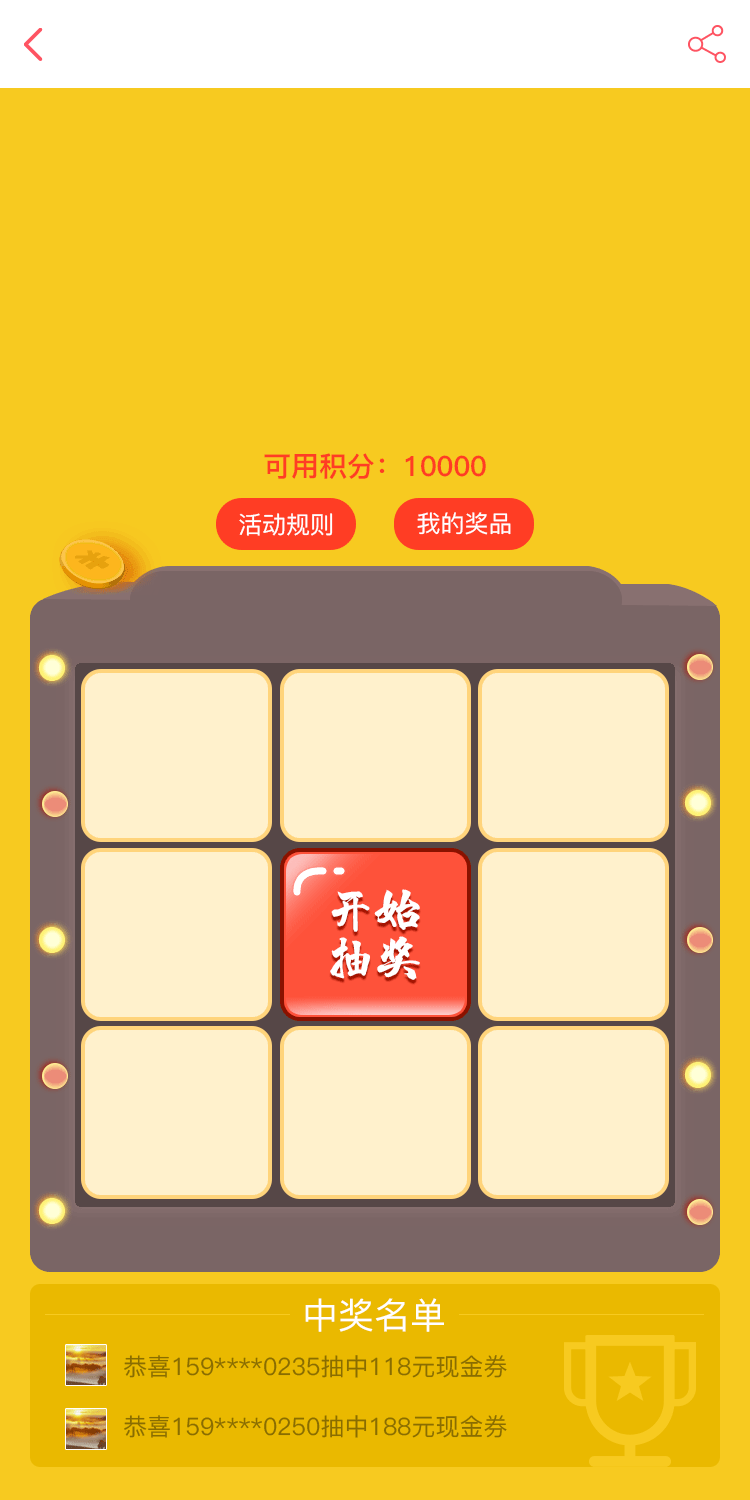 可用积分：10000
活动规则
我的奖品
开始
抽奖
中奖名单
恭喜159****0235抽中118元现金券
恭喜159****0250抽中188元现金券